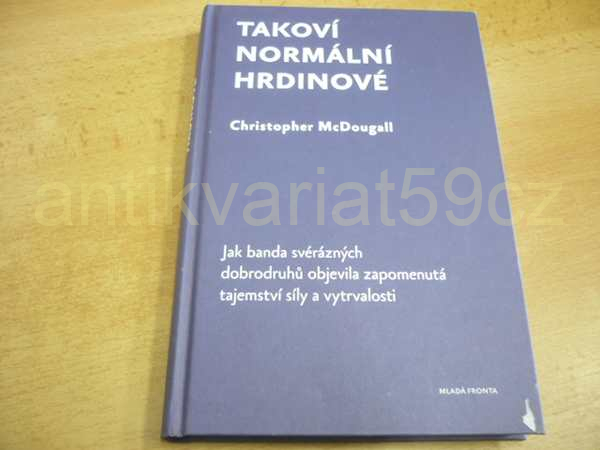 TAKOVÍ
NORMÁLNÍ
HRDINOVÉ
Christopher McDougall
antikvariat59cz
Jak banda svérázných
dobrodruhů objevila zapomenutá
tajemství síly a vytrvalosti
MLADÁ FRONTA